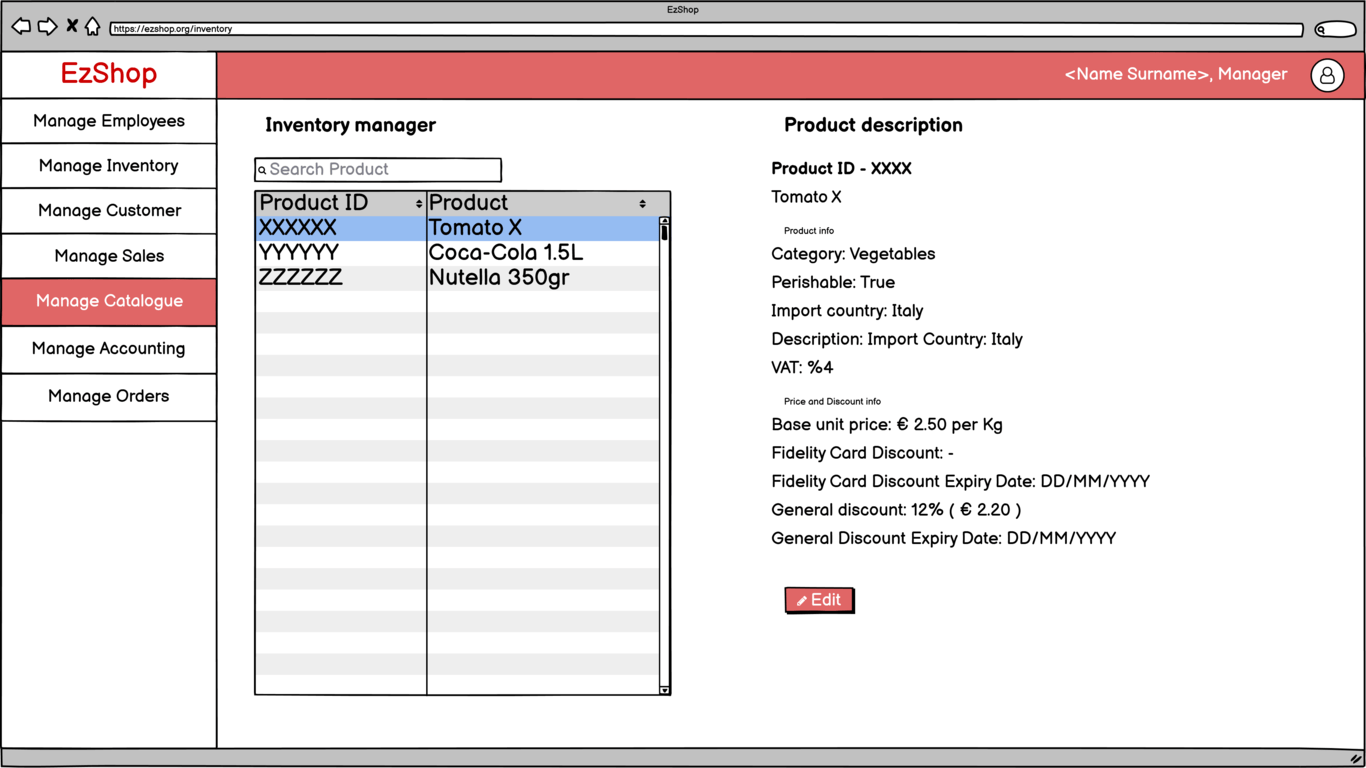 EzShop
https://ezshop.org/inventory
EzShop
<Name Surname>, Manager
Manage Employees
Manage Inventory
Manage Customer
Manage Sales
Manage Catalogue
Manage Accounting
Manage Orders
Inventory manager
Search Product
Product ID Product
XXXXXX Tomato X
YYYYYY Coca-Cola 1.5L
ZZZZZZ Nutella 350gr
Product description
Product ID - XXXX
Tomato X
Product info
Category: Vegetables
Perishable: True
Import country: Italy
Description: Import Country: Italy
VAT: %4
Price and Discount info
Base unit price: € 2.50 per Kg
Fidelity Card Discount: -
Fidelity Card Discount Expiry Date: DD/MM/YYYY
General discount: 12% ( € 2.20 )
General Discount Expiry Date: DD/MM/YYYY
Edit